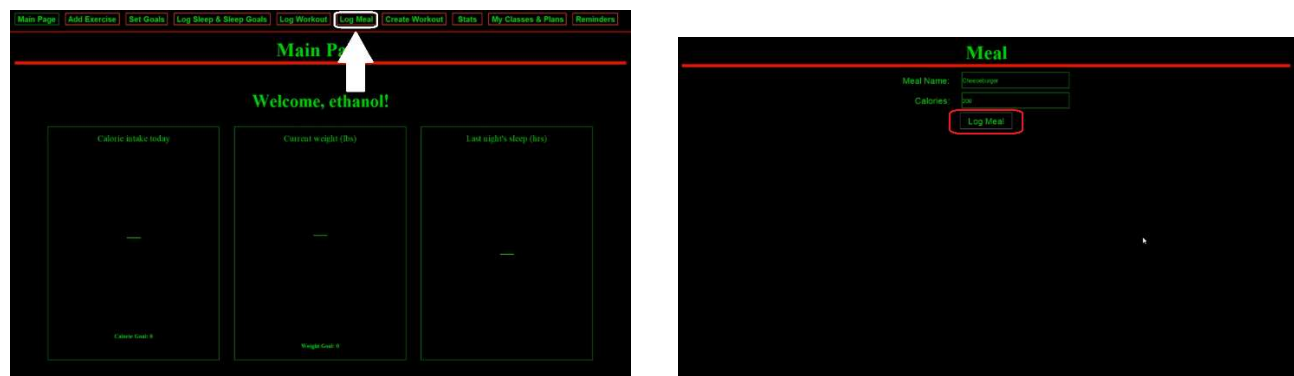 Main Page Add Exercise Set Goals Log Sleep & Sleep Goals Log Workout Log Meal Create Workout Stats My Classes & Plans Reminders
Main
Welcome, ethanol!
Calorie intake today
Current weight (lbs)
Last night's sleep (hrs)
Calorie Goal: 0
Weight Goal: 0
Meal
Meal Name: Cheeseburger
Calories:
Log Meal